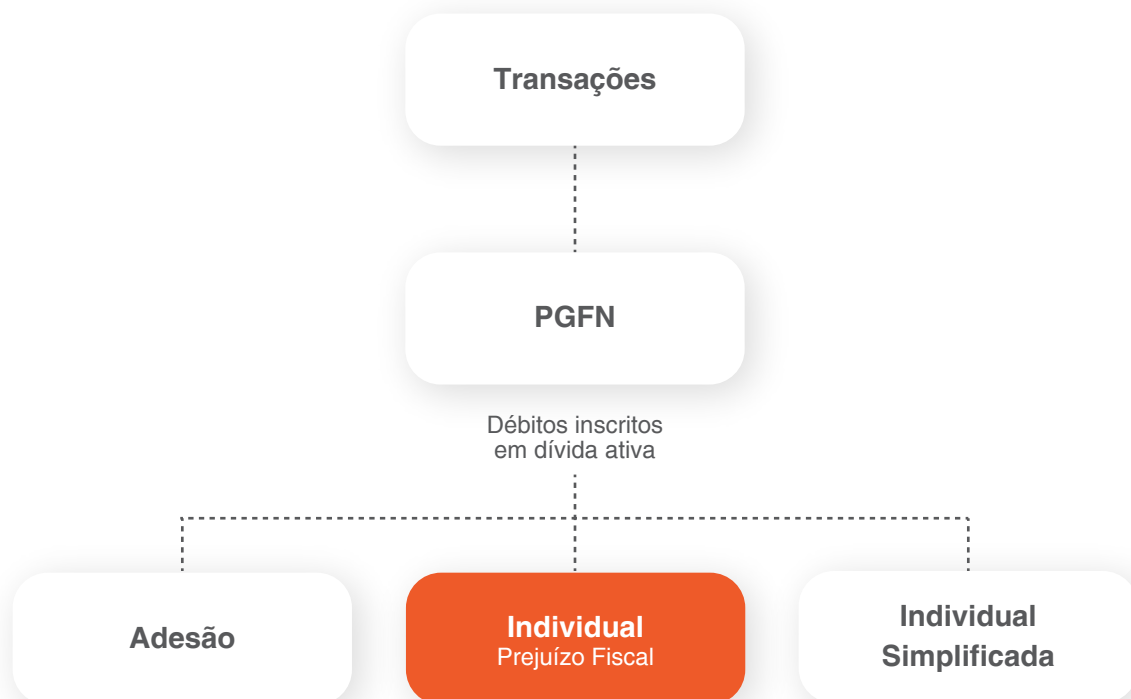 Transações
PGFN
Débitos inscritos
em dívida ativa
Adesão
Individual
Prejuízo Fiscal
Individual
Simplificada